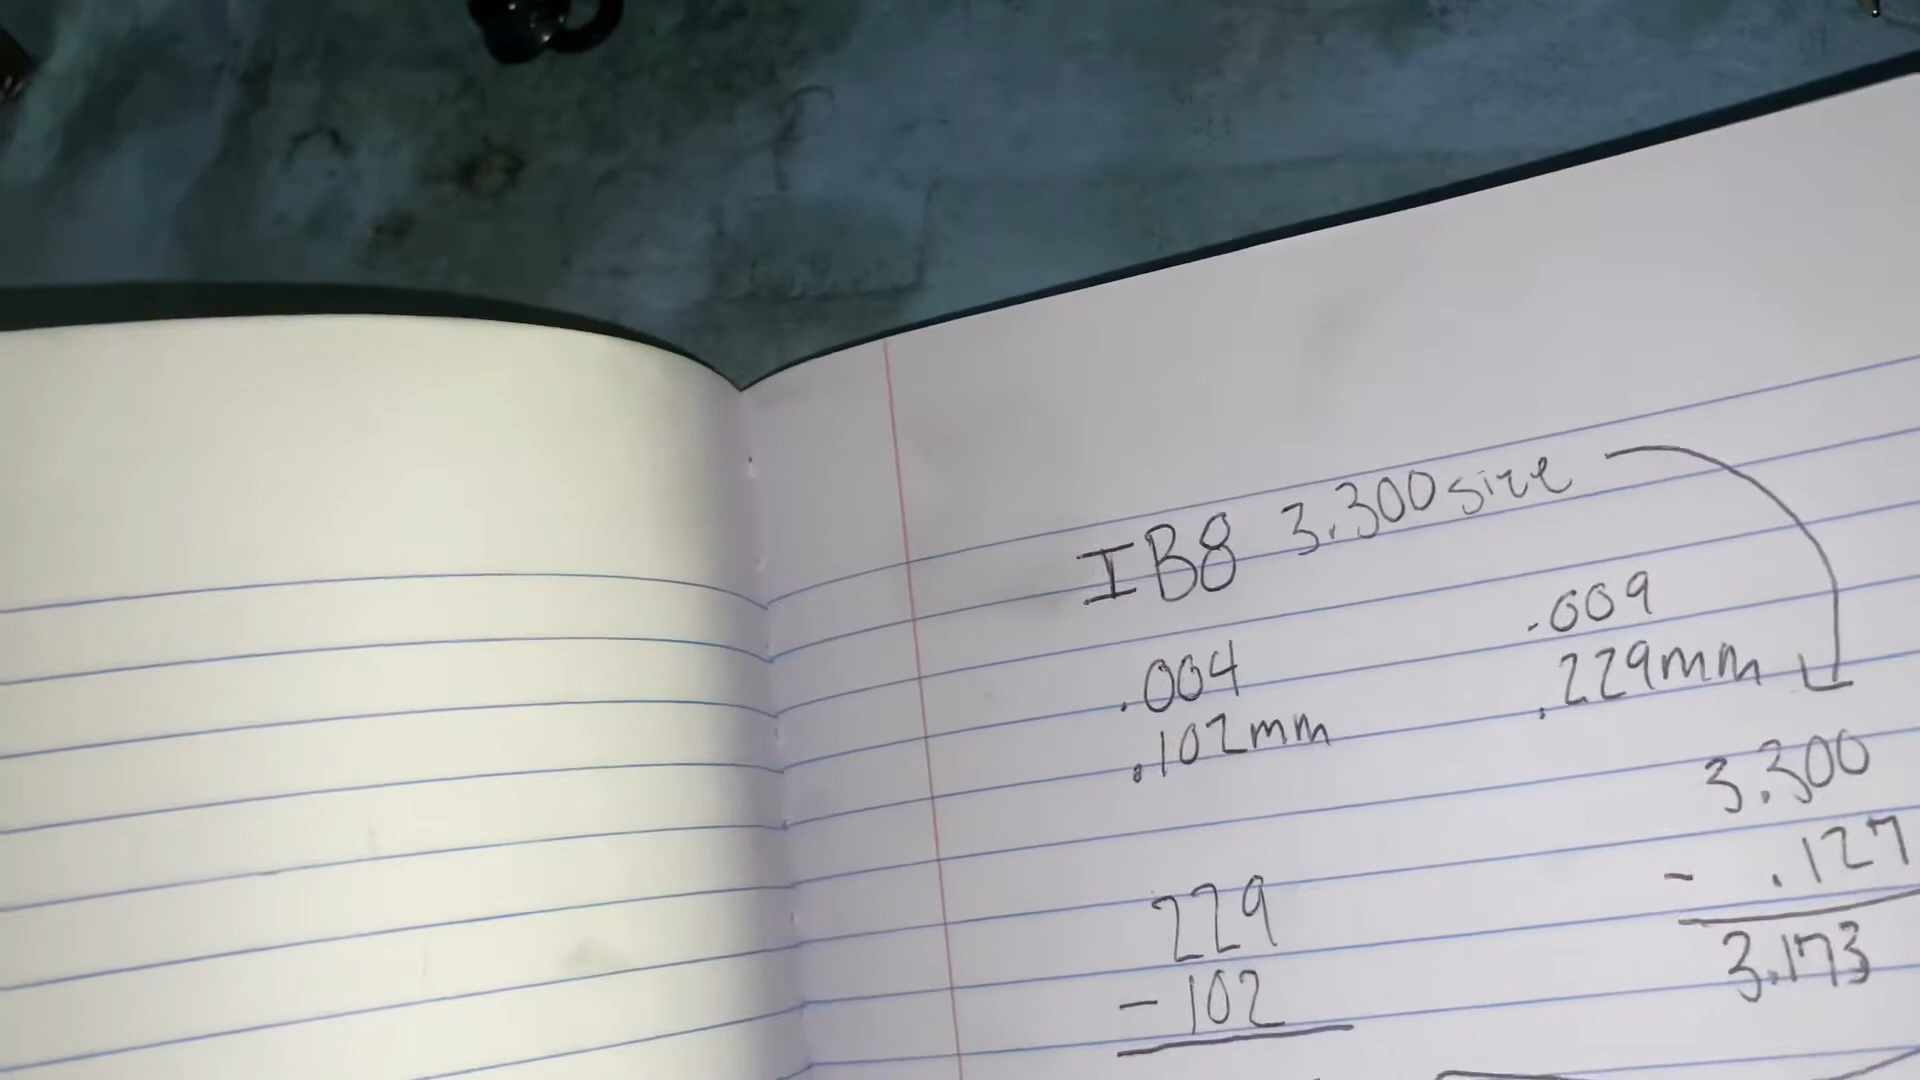 IB8 3.300 size
.004
.102mm
.009
.229mm
229
- 102
3.300
- .127
3.173